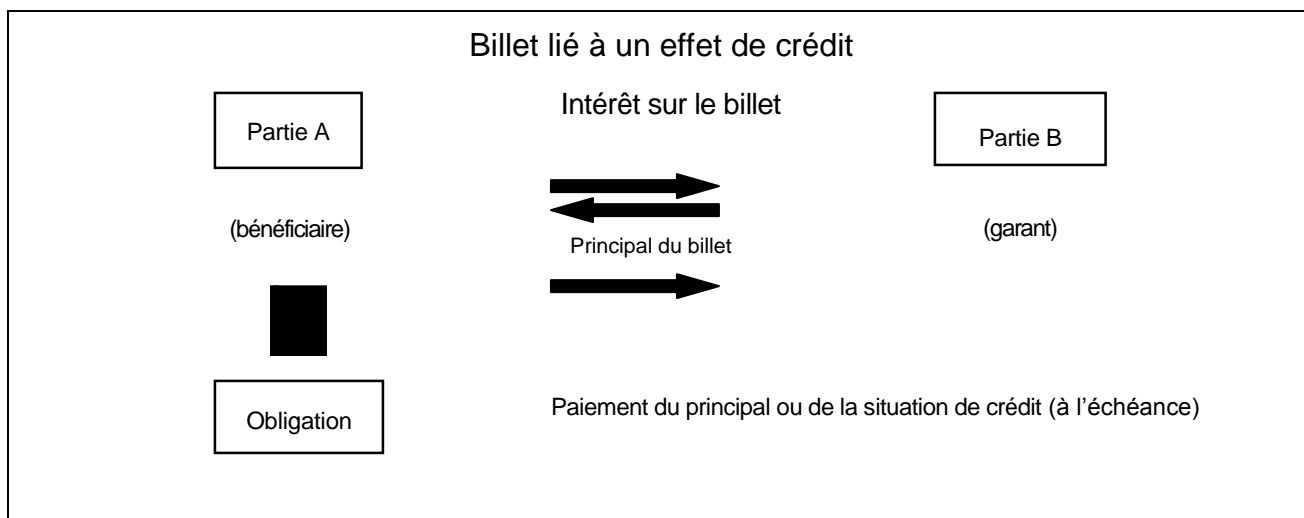 Billet lié à un effet de crédit
Intérêt sur le billet
Partie A
Partie B
(bénéficiaire)
(garant)
Principal du billet
Obligation
Paiement du principal ou de la situation de crédit (à l'échéance)